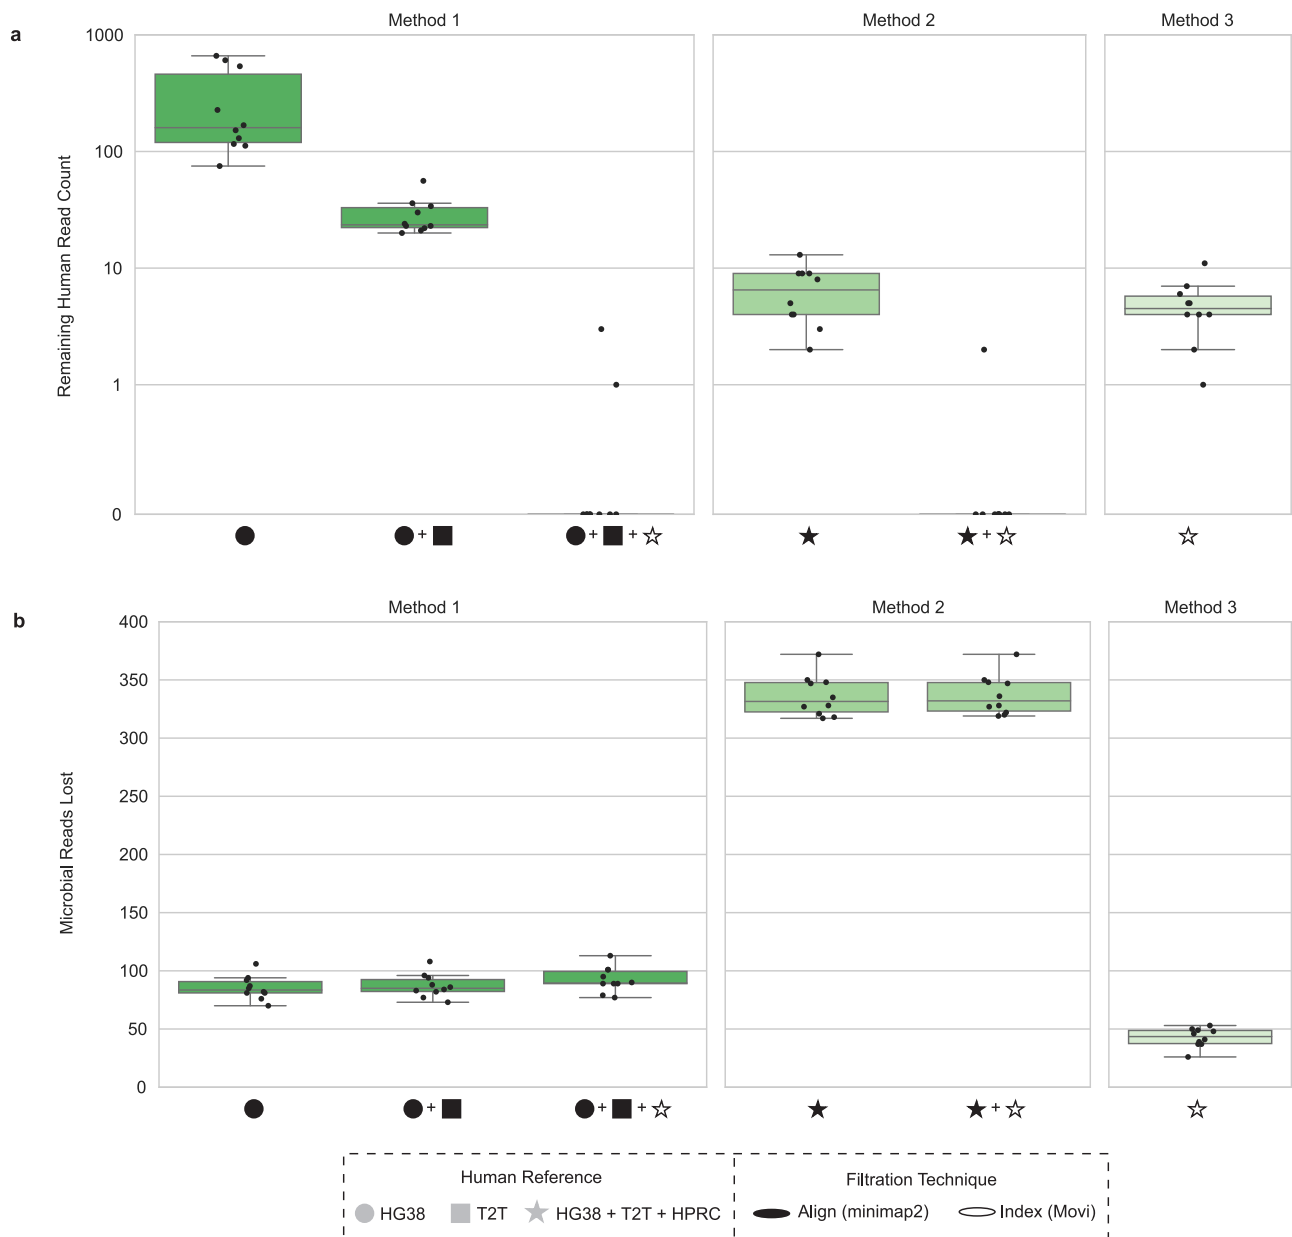 a
Method 1
Method 2
Method 3
Remaining Human Read Count
1000
100
10
1
0
+
+ +
+
b
Method 1
Method 2
Method 3
Microbial Reads Lost
400
350
300
250
200
150
100
50
0
+
+ +
+
Human Reference
HG38
T2T
HG38 + T2T + HPRC
Filtration Technique
Align (minimap2)
Index (Movi)